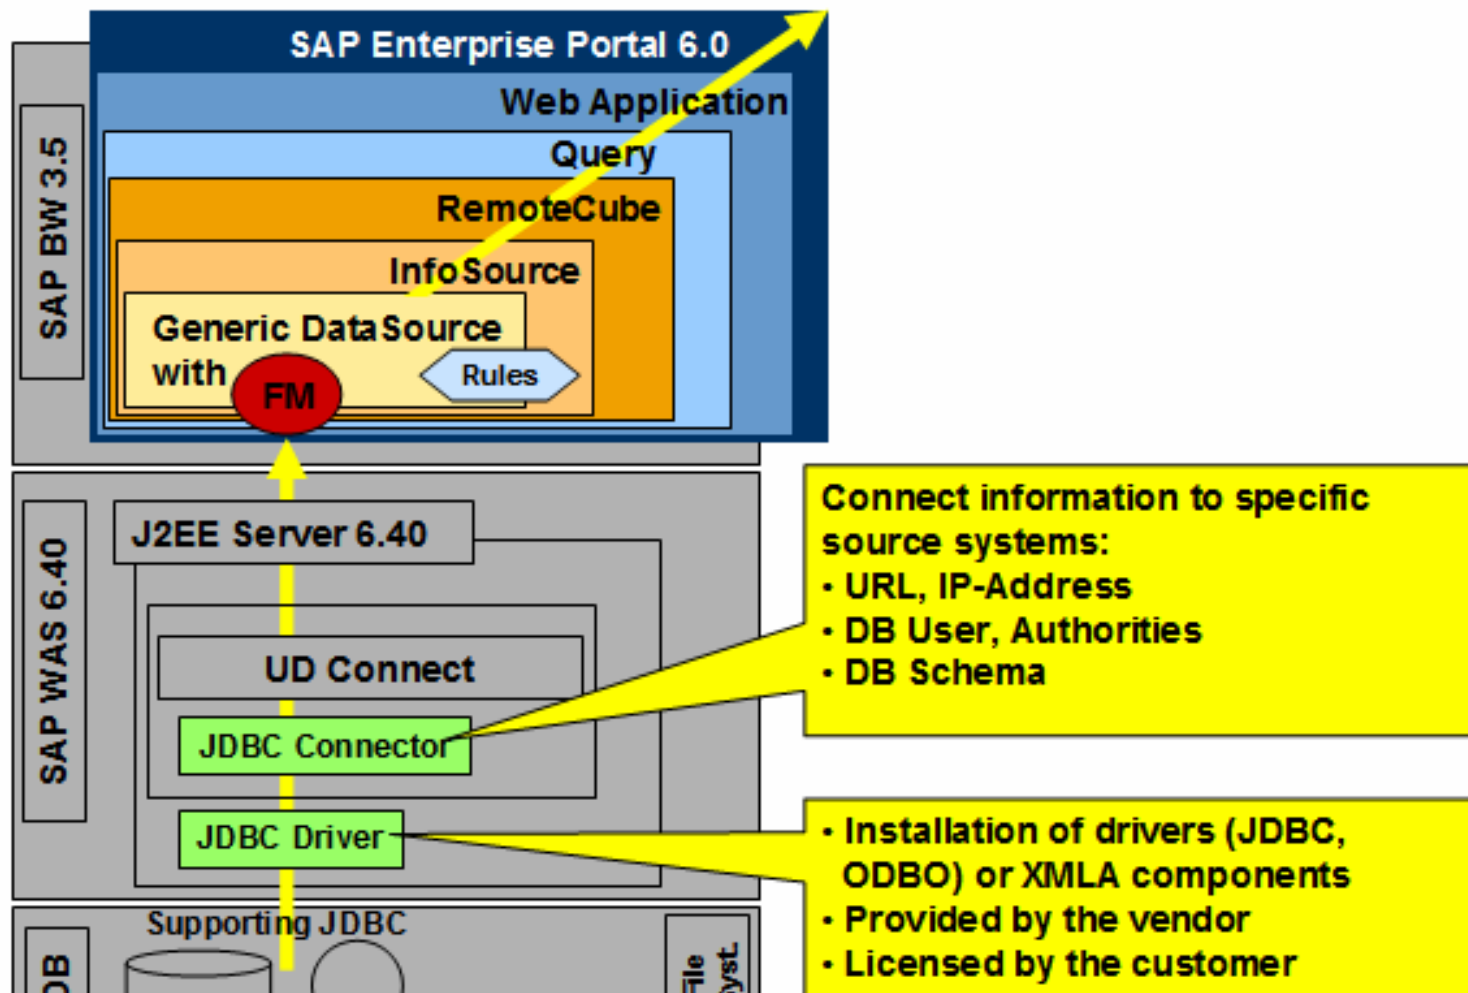 SAP Enterprise Portal 6.0
Web Application
Query
RemoteCube
InfoSource
Generic DataSource
with
FM
Rules
SAP BW 3.5
J2EE Server 6.40
UD Connect
JDBC Connector
JDBC Driver
SAP WAS 6.40
Connect information to specific
source systems:
• URL, IP-Address
• DB User, Authorities
• DB Schema
• Installation of drivers (JDBC,
ODBO) or XMLA components
• Provided by the vendor
• Licensed by the customer
Supporting JDBC
DB
File